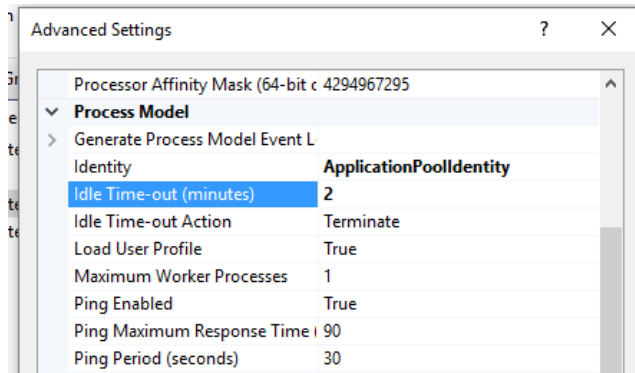 Advanced Settings ?
Processor Affinity Mask (64-bit c 4294967295
Process Model
Generate Process Model Event L
Identity ApplicationPoolIdentity
Idle Time-out (minutes) 2
Idle Time-out Action Terminate
Load User Profile True
Maximum Worker Processes 1
Ping Enabled True
Ping Maximum Response Time ( 90
Ping Period (seconds) 30